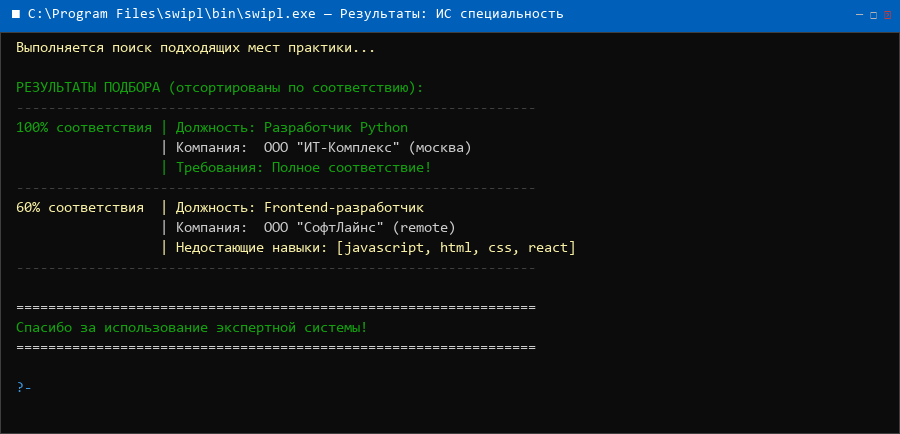 C:\Program Files\swipl\bin\swipl.exe — Результаты: ИС специальность
Выполняется поиск подходящих мест практики...
РЕЗУЛЬТАТЫ ПОДБОРА (отсортированы по соответствию):
-----------------------------------------------------------------
100% соответствия | Должность: Разработчик Python
| Компания:  ООО "ИТ-Комплекс" (москва)
| Требования: Полное соответствие!
-----------------------------------------------------------------
60% соответствия  | Должность: Frontend-разработчик
| Компания:  ООО "СофтЛайнс" (remote)
| Недостающие навыки: [javascript, html, css, react]
-----------------------------------------------------------------
=================================================================
Спасибо за использование экспертной системы!
=================================================================
?-